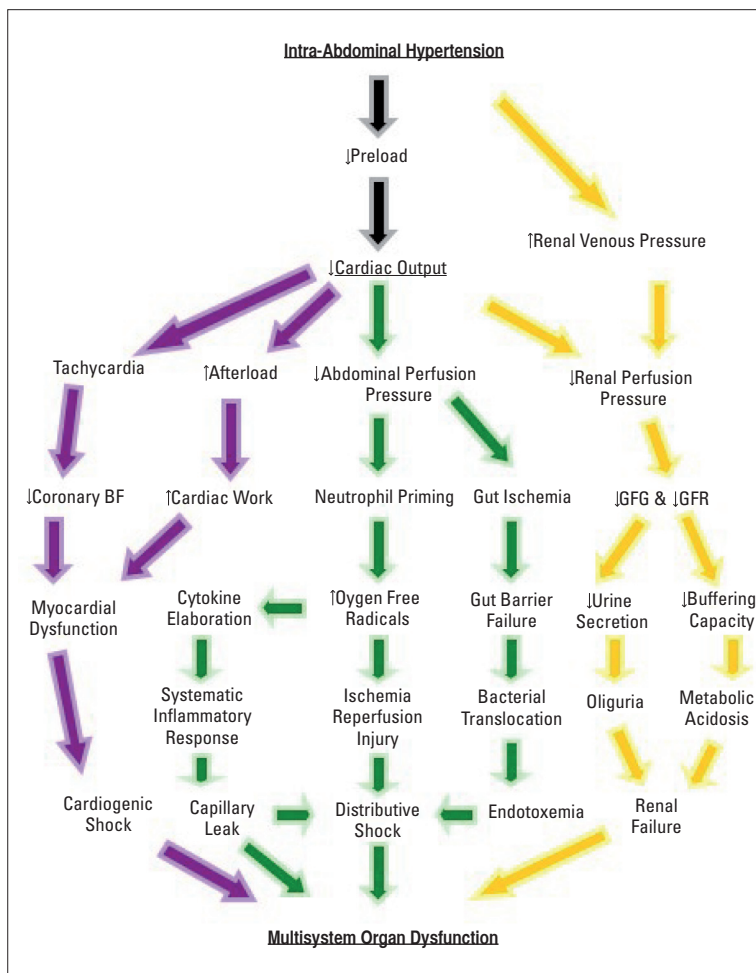 Intra-Abdominal Hypertension
↓Preload
↑Renal Venous Pressure
↓Cardiac Output
Tachycardia
↑Afterload
↓Abdominal Perfusion
Pressure
↓Renal Perfusion
Pressure
↓Coronary BF
↑Cardiac Work
Neutrophil Priming
Gut Ischemia
↓GFG & ↓GFR
Myocardial
Dysfunction
Cytokine
Elaboration
↑Oygen Free
Radicals
Gut Barrier
Failure
↓Urine
Secretion
↓Buffering
Capacity
Systematic
Inflammatory
Response
Ischemia
Reperfusion
Injury
Bacterial
Translocation
Oliguria
Metabolic
Acidosis
Cardiogenic
Shock
Capillary
Leak
Distributive
Shock
Endotoxemia
Renal
Failure
Multisystem Organ Dysfunction